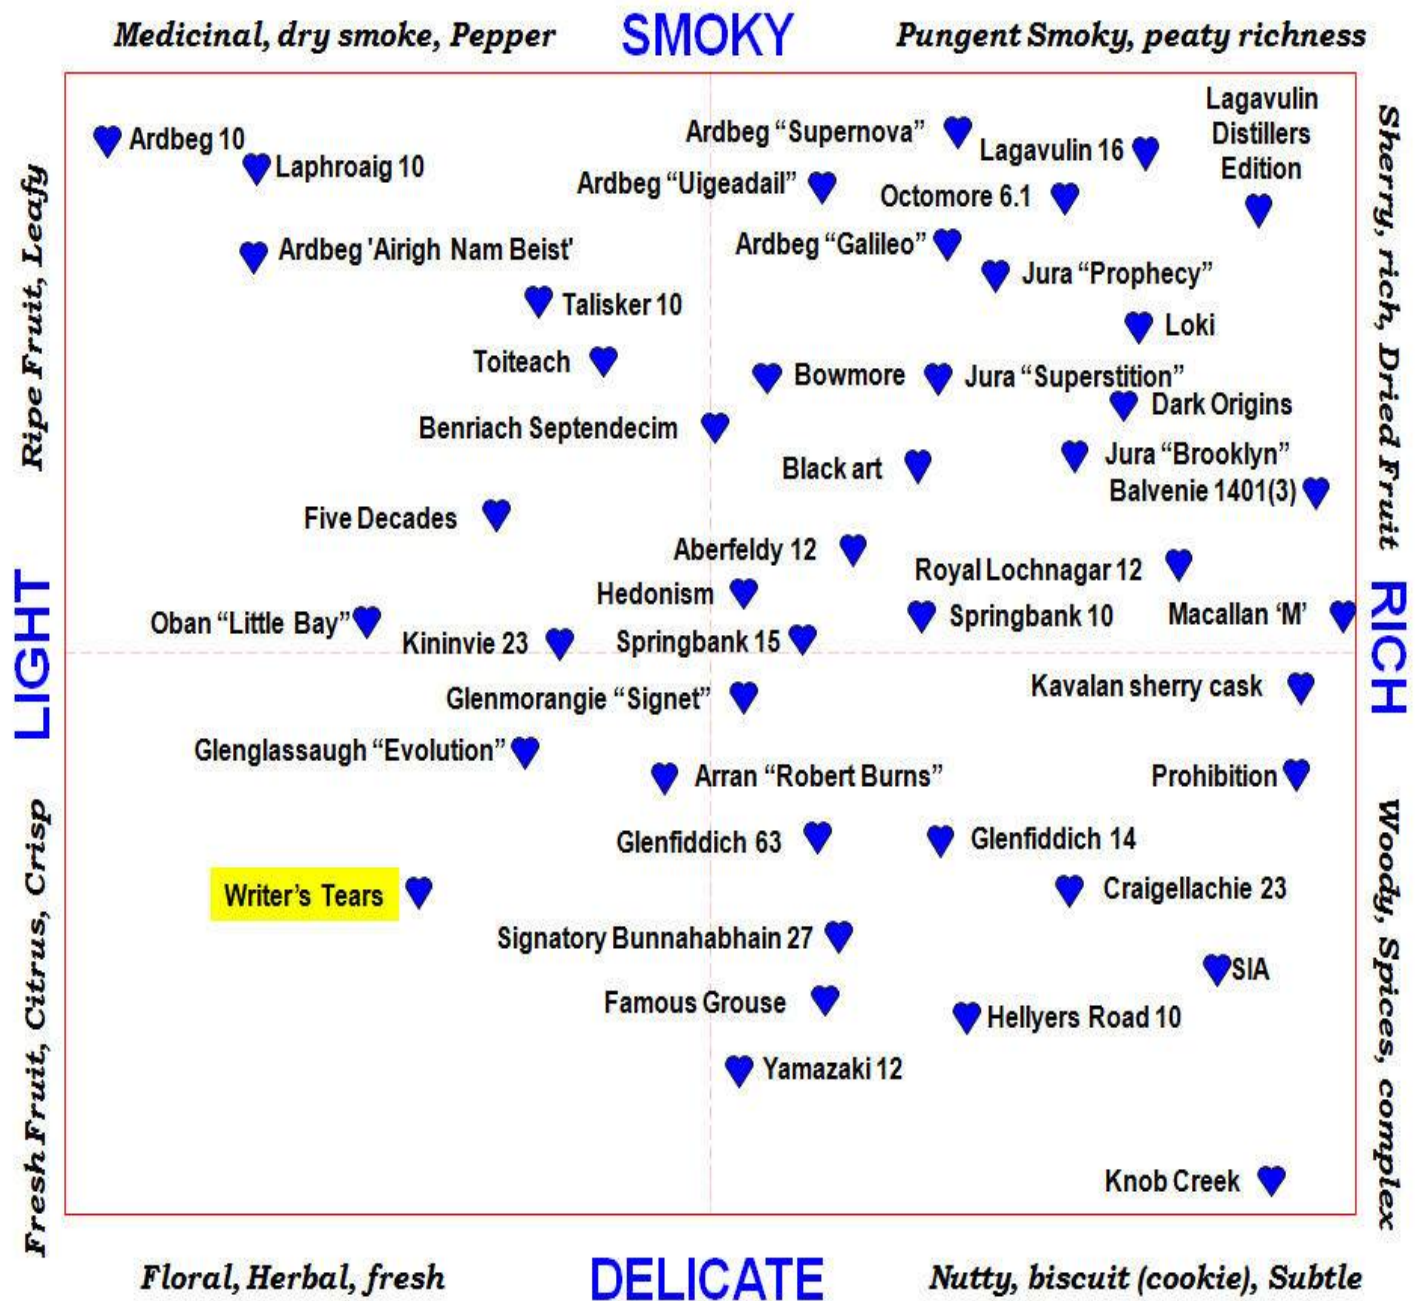 SMOKY
Medicinal, dry smoke, Pepper
Pungent Smoky, peaty richness
Ripe Fruit, Leafy
LIGHT
Fresh Fruit, Citrus, Crisp
Ardbeg 10
Laphroaig 10
Ardbeg “Supernova”
Lagavulin 16
Lagavulin
Distillers
Edition
Ardbeg “Uigeadail”
Octomore 6.1
Ardbeg 'Airigh Nam Beist'
Ardbeg “Galileo”
Jura “Prophecy”
Talisker 10
Loki
Toiteach
Bowmore
Jura “Superstition”
Dark Origins
Benriach Septendecim
Black art
Jura “Brooklyn”
Balvenie 1401(3)
Five Decades
Aberfeldy 12
Royal Lochnagar 12
Hedonism
Oban “Little Bay”
Springbank 10
Macallan ‘M’
Kininvie 23
Springbank 15
Kavalan sherry cask
Glenmorangie “Signet”
Glenglassaugh “Evolution”
Arran “Robert Burns”
Prohibition
Glenfiddich 63
Glenfiddich 14
Writer’s Tears
Craigellachie 23
Signatory Bunnahabhain 27
SIA
Famous Grouse
Hellyers Road 10
Yamazaki 12
Knob Creek
Sherry, rich, Dried Fruit
RICH
Woody, Spices, complex
Floral, Herbal, fresh
DELICATE
Nutty, biscuit (cookie), Subtle